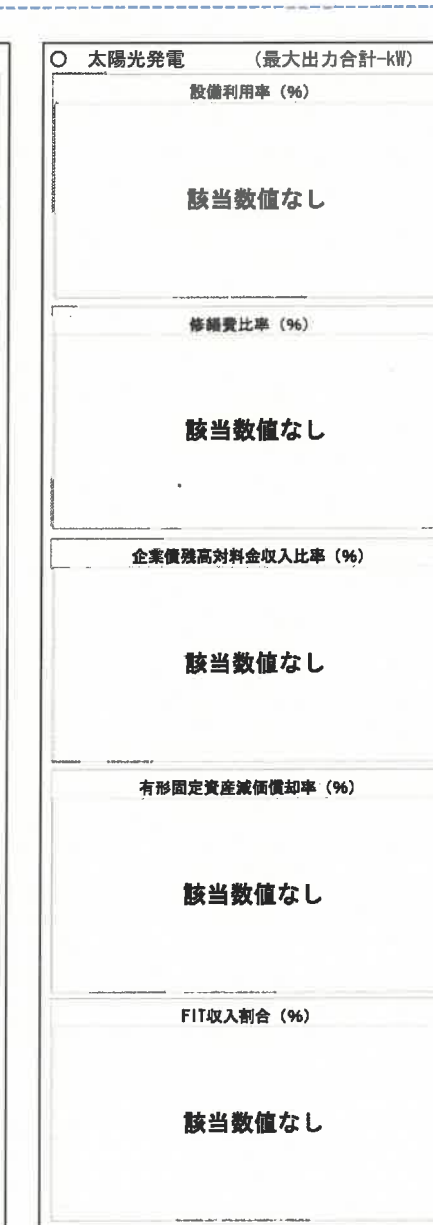 ○ 太陽光発電 (最大出力合計-kW)
設備利用率 (%)
該当数値なし
修繕費比率 (%)
該当数値なし
企業債残高対料金収入比率 (%)
該当数値なし
有形固定資産減価償却率 (%)
該当数値なし
FIT収入割合 (%)
該当数値なし